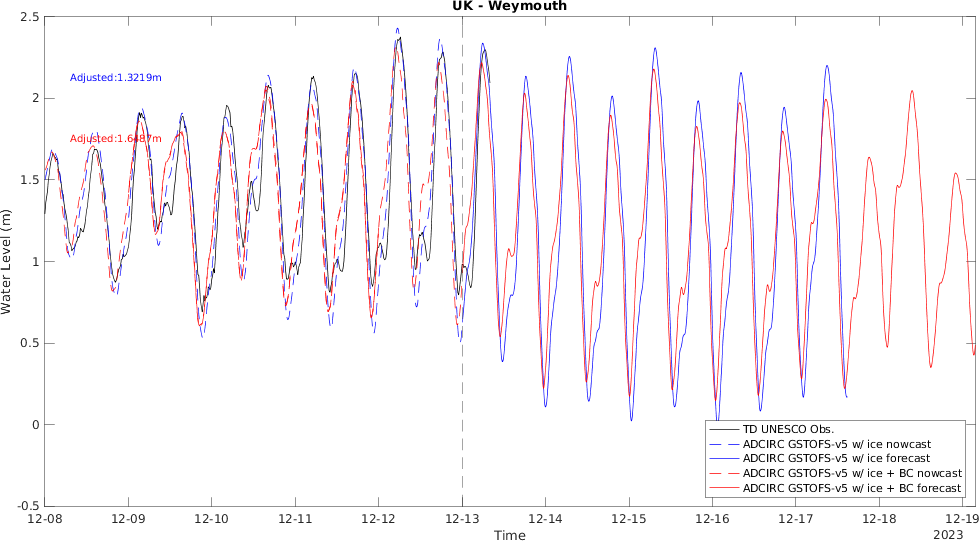 UK - Weymouth
2.5
2
1.5
1
0.5
0
-0.5
Water Level (m)
Adjusted:1.3219m
Adjusted:1.6487m
TD UNESCO Obs.
ADCIRC GSTOFS-v5 w/ ice nowcast
ADCIRC GSTOFS-v5 w/ ice forecast
ADCIRC GSTOFS-v5 w/ ice + BC nowcast
ADCIRC GSTOFS-v5 w/ ice + BC forecast
12-08 12-09 12-10 12-11 12-12 12-13 12-14 12-15 12-16 12-17 12-18 12-19
Time
2023